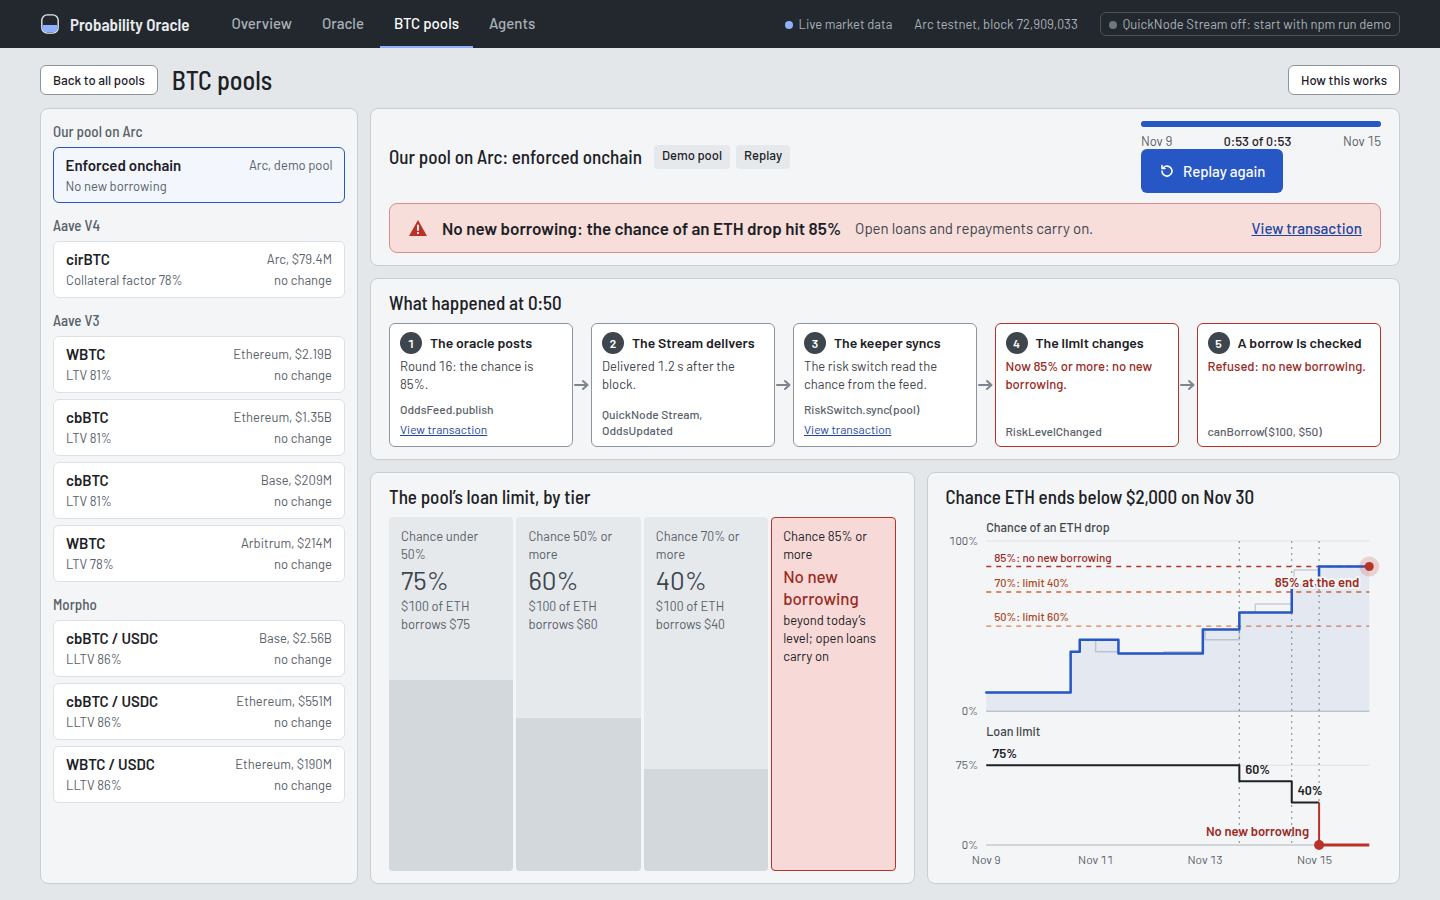 Probability Oracle
Overview
Oracle
BTC pools
Agents
Live market data
Arc testnet, block 72,909,033
QuickNode Stream off: start with npm run demo
Back to all pools
BTC pools
How this works
Our pool on Arc
Enforced onchain
Arc, demo pool
No new borrowing
Aave V4
cirBTC
Arc, $79.4M
Collateral factor 78%
no change
Aave V3
WBTC
Ethereum, $2.19B
LTV 81%
no change
cbBTC
Ethereum, $1.35B
LTV 81%
no change
cbBTC
Base, $209M
LTV 81%
no change
WBTC
Arbitrum, $214M
LTV 78%
no change
Morpho
cbBTC / USDC
Base, $2.56B
LLTV 86%
no change
cbBTC / USDC
Ethereum, $551M
LLTV 86%
no change
WBTC / USDC
Ethereum, $190M
LLTV 86%
no change
Our pool on Arc: enforced onchain
Demo pool
Replay
Nov 9
0:53 of 0:53
Nov 15
Replay again
No new borrowing: the chance of an ETH drop hit 85%
Open loans and repayments carry on.
View transaction
What happened at 0:50
1
The oracle posts
Round 16: the chance is
85%.
OddsFeed.publish
View transaction
2
The Stream delivers
Delivered 1.2 s after the
block.
QuickNode Stream,
OddsUpdated
3
The keeper syncs
The risk switch read the
chance from the feed.
RiskSwitch.sync(pool)
View transaction
4
The limit changes
Now 85% or more: no new
borrowing.
RiskLevelChanged
5
A borrow is checked
Refused: no new borrowing.
canBorrow($100, $50)
The pool's loan limit, by tier
Chance under
50%
75%
$100 of ETH
borrows $75
Chance 50% or
more
60%
$100 of ETH
borrows $60
Chance 70% or
more
40%
$100 of ETH
borrows $40
Chance 85% or
more
No new
borrowing
beyond today's
level; open loans
carry on
Chance ETH ends below $2,000 on Nov 30
Chance of an ETH drop
100%
85%: no new borrowing
70%: limit 40%
85% at the end
50%: limit 60%
0%
Loan limit
75%
75%
60%
40%
No new borrowing
0%
Nov 9
Nov 11
Nov 13
Nov 15